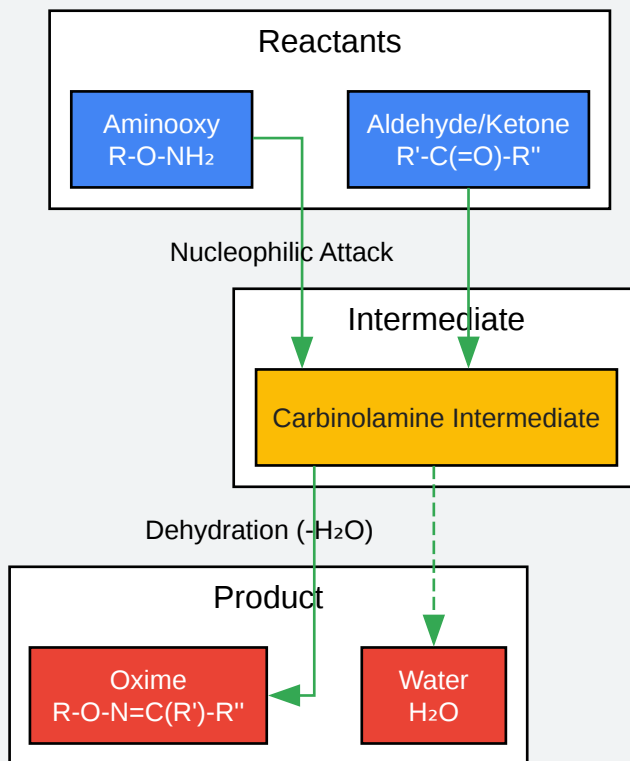 Reactants
Aminooxy
R-O-NH₂
Aldehyde/Ketone
R'-C(=O)-R"
Nucleophilic Attack
Intermediate
Carbinolamine Intermediate
Dehydration (-H₂O)
Product
Oxime
R-O-N=C(R')-R"
Water
H₂O